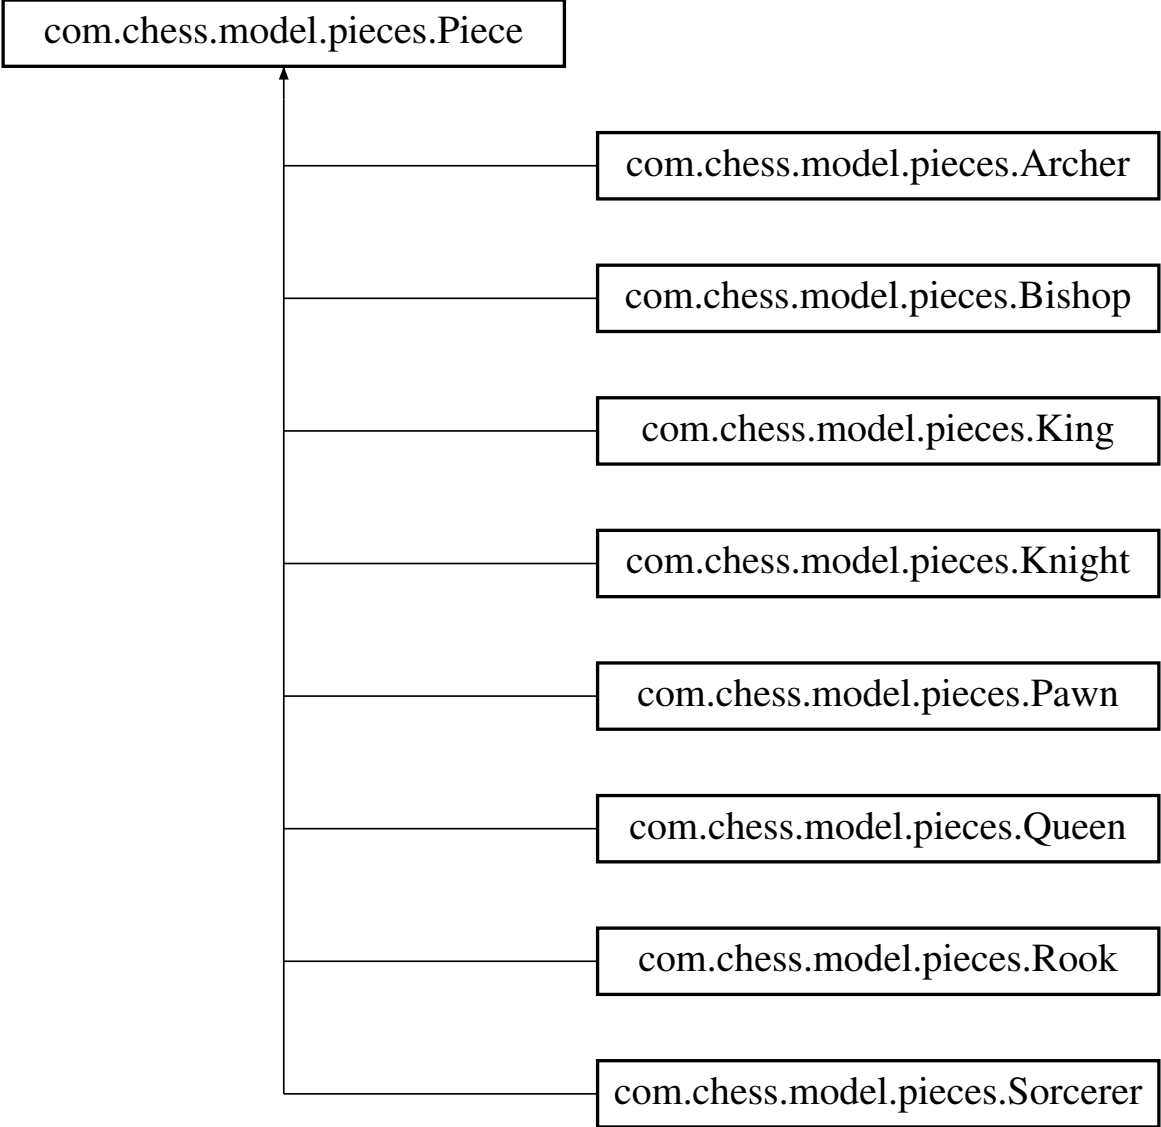 com.chess.model.pieces.Piece
com.chess.model.pieces.Archer
com.chess.model.pieces.Bishop
com.chess.model.pieces.King
com.chess.model.pieces.Knight
com.chess.model.pieces.Pawn
com.chess.model.pieces.Queen
com.chess.model.pieces.Rook
com.chess.model.pieces.Sorcerer